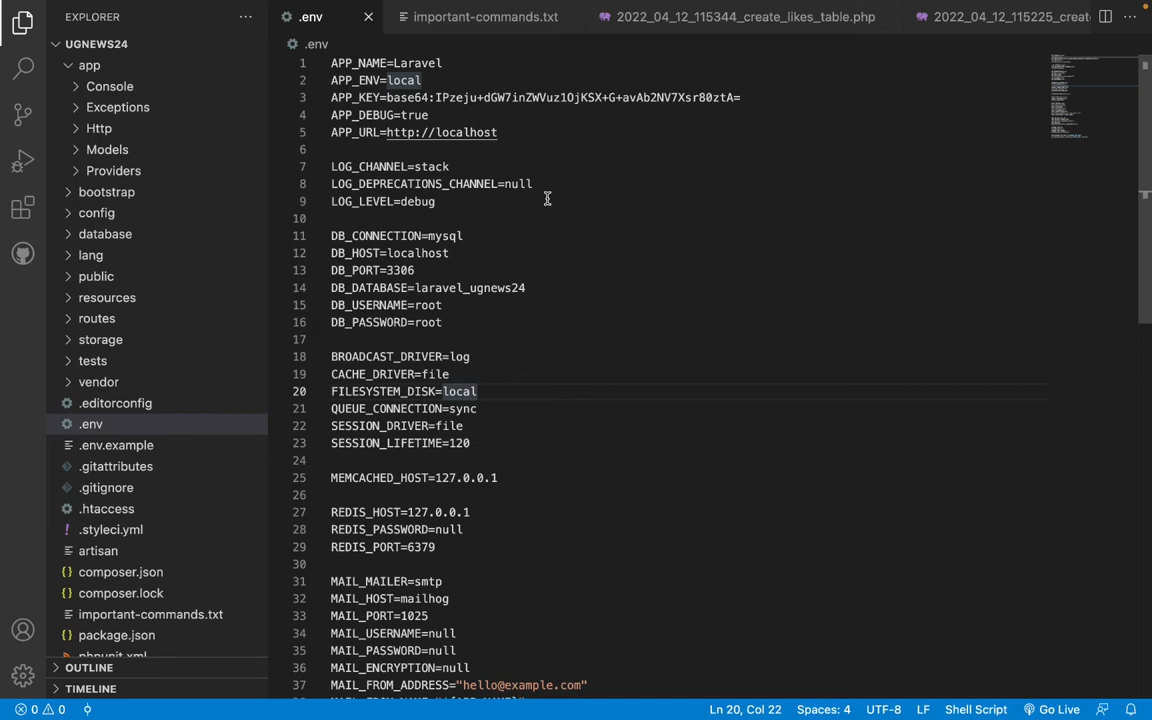 EXPLORER
.env
important-commands.txt
2022_04_12_115344_create_likes_table.php
2022_04_12_115225_create
UGNEWS24
app
Console
Exceptions
Http
Models
Providers
bootstrap
config
database
lang
public
resources
routes
storage
tests
vendor
.editorconfig
.env
.env.example
.gitattributes
.gitignore
.htaccess
.styleci.yml
artisan
composer.json
composer.lock
important-commands.txt
package.json
phpunit.xml
OUTLINE
TIMELINE
.env
1 APP_NAME=Laravel
2 APP_ENV=local
3 APP_KEY=base64:IPzeju+dGW7inZWVuz1OjKSX+G+avAb2NV7Xsr80ztA=
4 APP_DEBUG=true
5 APP_URL=http://localhost
6
7 LOG_CHANNEL=stack
8 LOG_DEPRECATIONS_CHANNEL=null
9 LOG_LEVEL=debug
10
11 DB_CONNECTION=mysql
12 DB_HOST=localhost
13 DB_PORT=3306
14 DB_DATABASE=laravel_ugnews24
15 DB_USERNAME=root
16 DB_PASSWORD=root
17
18 BROADCAST_DRIVER=log
19 CACHE_DRIVER=file
20 FILESYSTEM_DISK=local
21 QUEUE_CONNECTION=sync
22 SESSION_DRIVER=file
23 SESSION_LIFETIME=120
24
25 MEMCACHED_HOST=127.0.0.1
26
27 REDIS_HOST=127.0.0.1
28 REDIS_PASSWORD=null
29 REDIS_PORT=6379
30
31 MAIL_MAILER=smtp
32 MAIL_HOST=mailhog
33 MAIL_PORT=1025
34 MAIL_USERNAME=null
35 MAIL_PASSWORD=null
36 MAIL_ENCRYPTION=null
37 MAIL_FROM_ADDRESS="hello@example.com"
0 0
Ln 20, Col 22
Spaces: 4
UTF-8
LF
Shell Script
Go Live